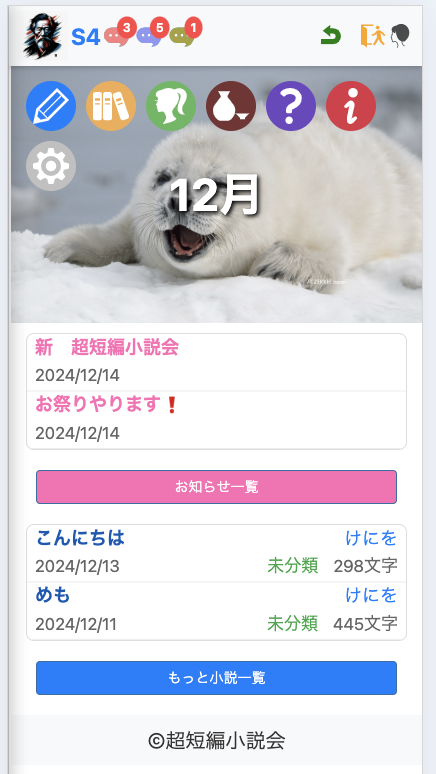 S4 3 5 1
12月
新　超短編小説会
2024/12/14
お祭りやります❗
2024/12/14
お知らせ一覧
こんにちは けにを
2024/12/13 未分類 298文字
めも けにを
2024/12/11 未分類 445文字
もっと小説一覧
©超短編小説会